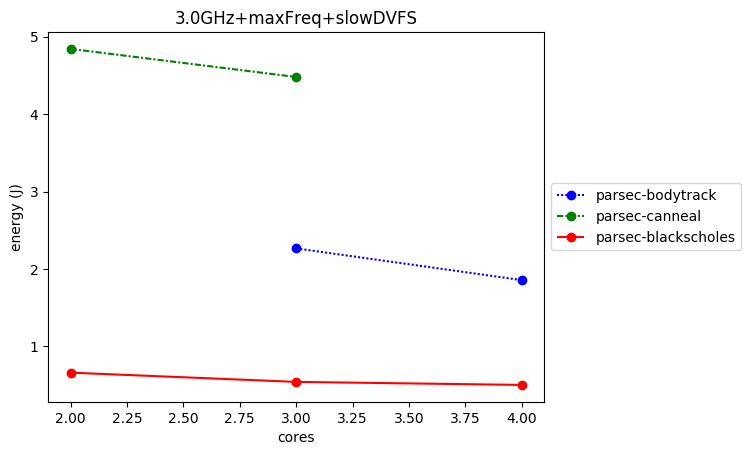 3.0GHz+maxFreq+slowDVFS
energy (J)
5
4
3
2
1
2.00 2.25 2.50 2.75 3.00 3.25 3.50 3.75 4.00
cores
parsec-bodytrack
parsec-canneal
parsec-blackscholes